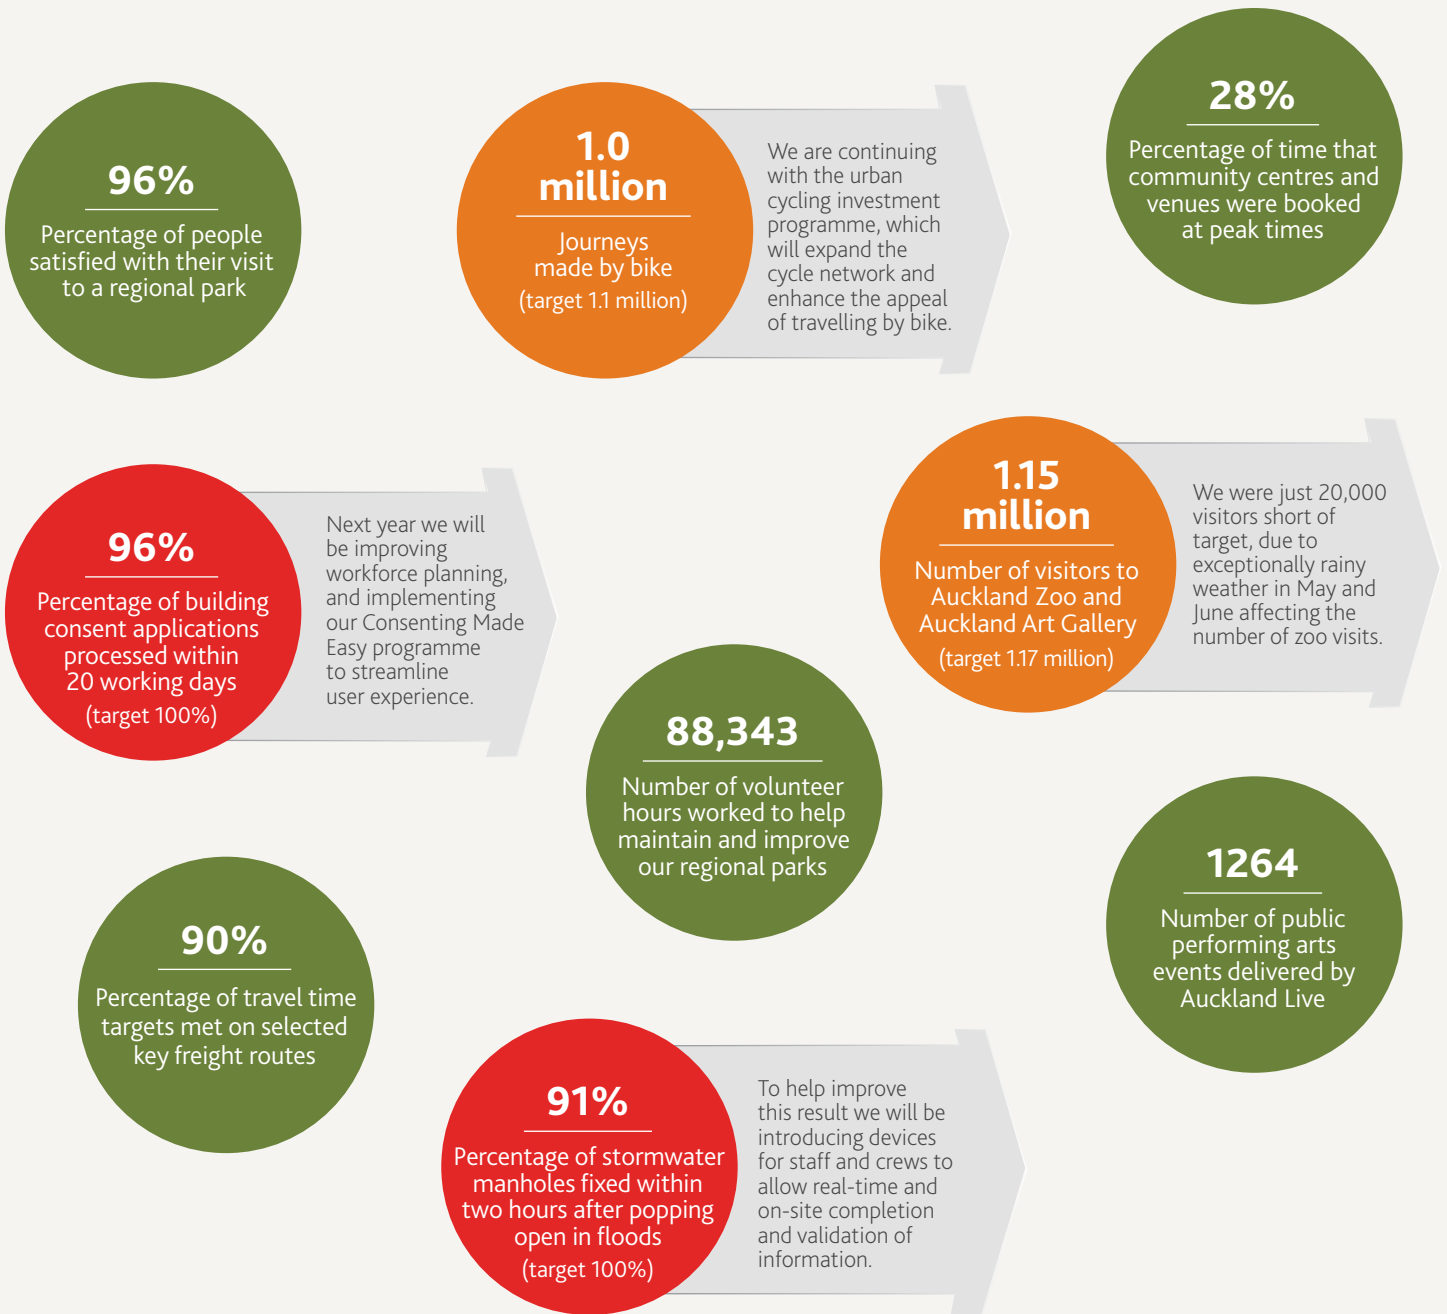 96%
Percentage of people
satisfied with their visit
to a regional park
1.0
million
Journeys
made by bike
(target 1.1 million)
We are continuing
with the urban
cycling investment
programme, which
will expand the
cycle network and
enhance the appeal
of travelling by bike.
28%
Percentage of time that
community centres and
venues were booked
at peak times
96%
Percentage of building
consent applications
processed within
20 working days
(target 100%)
Next year we will
be improving
workforce planning,
and implementing
our Consenting Made
Easy programme
to streamline
user experience.
1.15
million
Number of visitors to
Auckland Zoo and
Auckland Art Gallery
(target 1.17 million)
We were just 20,000
visitors short of
target, due to
exceptionally rainy
weather in May and
June affecting the
number of zoo visits.
88,343
Number of volunteer
hours worked to help
maintain and improve
our regional parks
90%
Percentage of travel time
targets met on selected
key freight routes
1264
Number of public
performing arts
events delivered by
Auckland Live
91%
Percentage of stormwater
manholes fixed within
two hours after popping
open in floods
(target 100%)
To help improve
this result we will be
introducing devices
for staff and crews to
allow real-time and
on-site completion
and validation of
information.